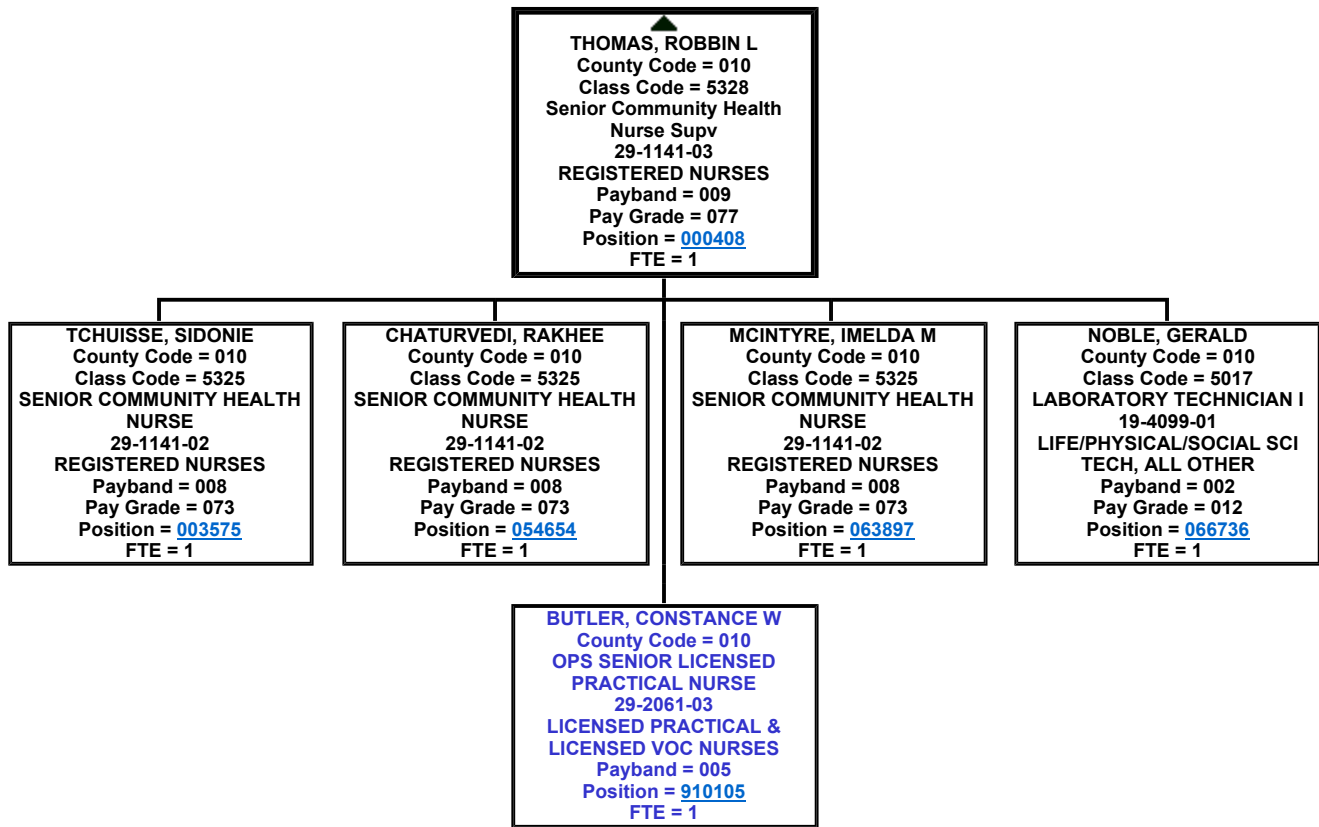 THOMAS, ROBBIN L
County Code = 010
Class Code = 5328
Senior Community Health
Nurse Supv
29-1141-03
REGISTERED NURSES
Payband = 009
Pay Grade = 077
Position = 000408
FTE = 1
TCHUISSE, SIDONIE
County Code = 010
Class Code = 5325
SENIOR COMMUNITY HEALTH
NURSE
29-1141-02
REGISTERED NURSES
Payband = 008
Pay Grade = 073
Position = 003575
FTE = 1
CHATURVEDI, RAKHEE
County Code = 010
Class Code = 5325
SENIOR COMMUNITY HEALTH
NURSE
29-1141-02
REGISTERED NURSES
Payband = 008
Pay Grade = 073
Position = 054654
FTE = 1
MCINTYRE, IMELDA M
County Code = 010
Class Code = 5325
SENIOR COMMUNITY HEALTH
NURSE
29-1141-02
REGISTERED NURSES
Payband = 008
Pay Grade = 073
Position = 063897
FTE = 1
NOBLE, GERALD
County Code = 010
Class Code = 5017
LABORATORY TECHNICIAN I
19-4099-01
LIFE/PHYSICAL/SOCIAL SCI
TECH, ALL OTHER
Payband = 002
Pay Grade = 012
Position = 066736
FTE = 1
BUTLER, CONSTANCE W
County Code = 010
OPS SENIOR LICENSED
PRACTICAL NURSE
29-2061-03
LICENSED PRACTICAL &
LICENSED VOC NURSES
Payband = 005
Position = 910105
FTE = 1